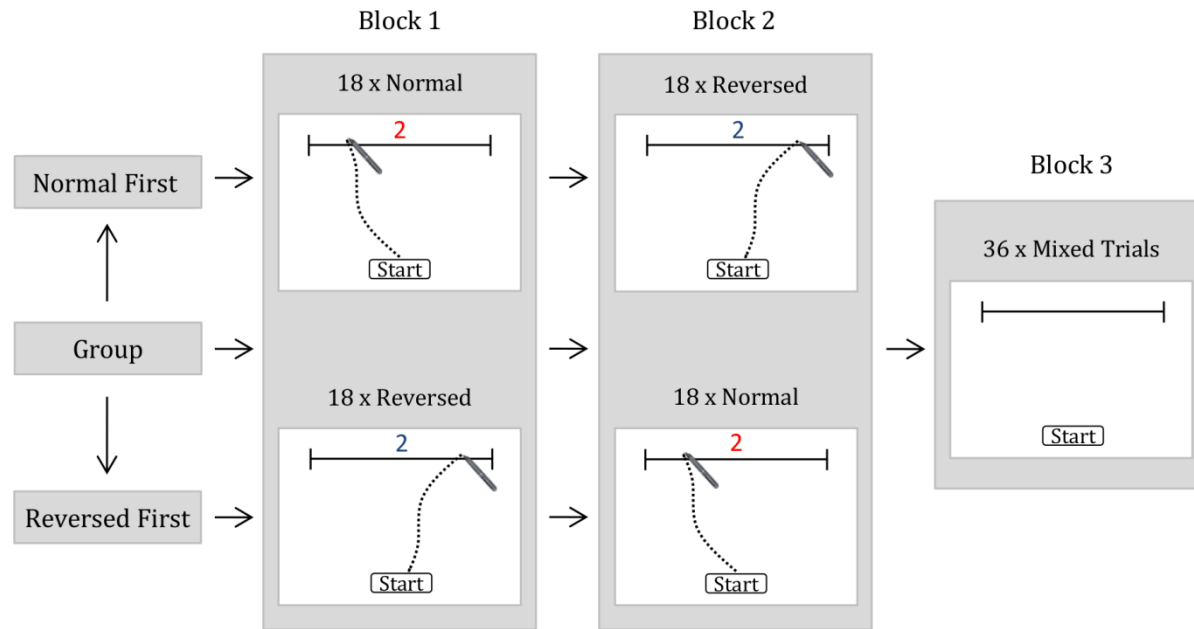 Block 1
Block 2
18 x Normal
2
Start
18 x Reversed
2
Start
Normal First
Group
Reversed First
18 x Reversed
2
Start
18 x Normal
2
Start
Block 3
36 x Mixed Trials
Start